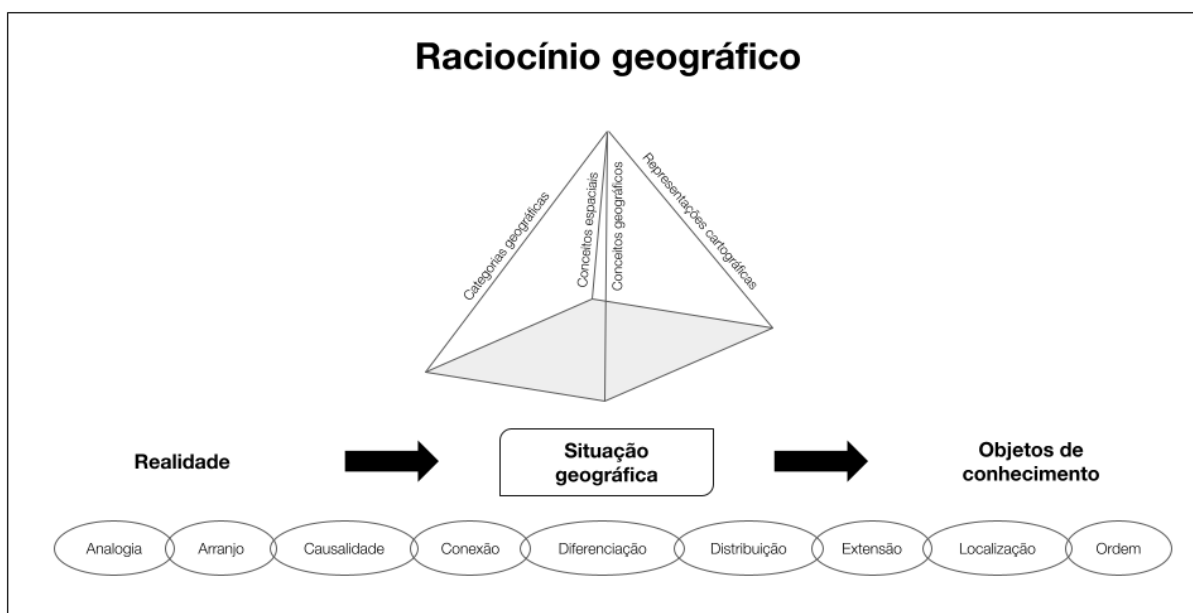 Raciocínio geográfico
Categorias geográficas
Conceitos espaciais
Conceitos geográficos
Representações cartográficas
Realidade
Situação
geográfica
Objetos de
conhecimento
Analogia
Arranjo
Causalidade
Conexão
Diferenciação
Distribuição
Extensão
Localização
Ordem